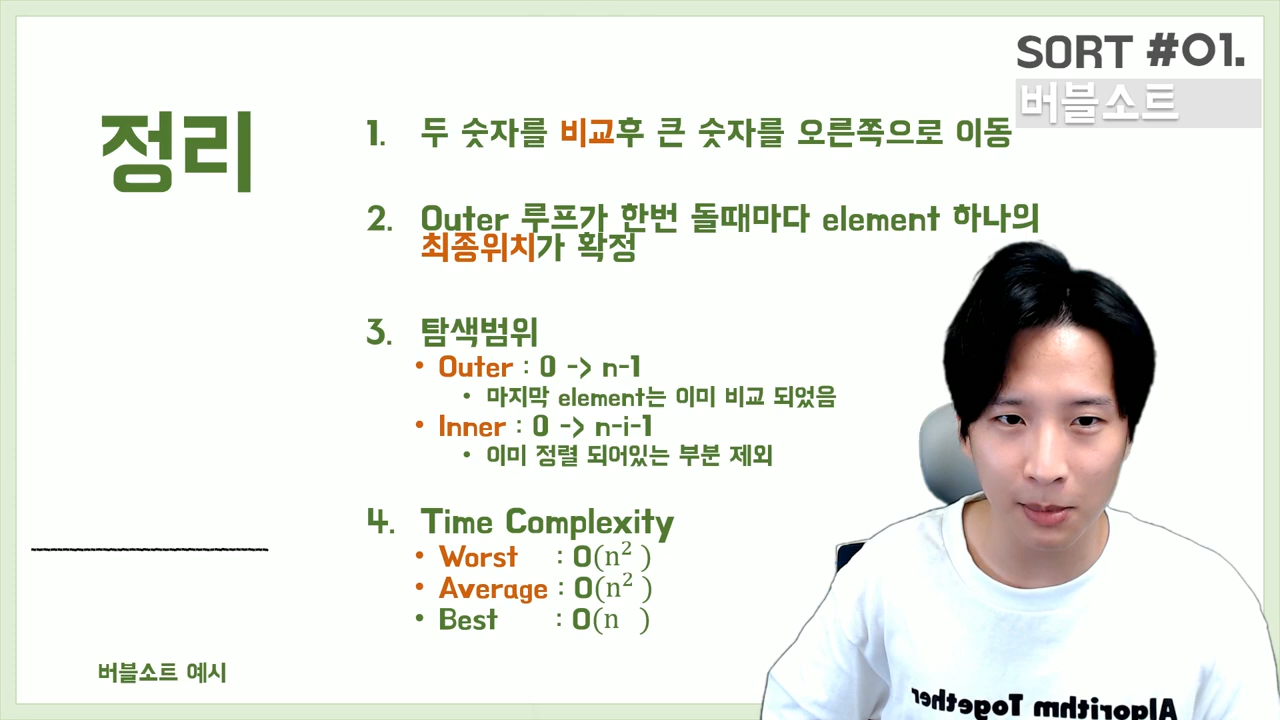 SORT #01.
버블소트
정리
1. 두 숫자를 비교후 큰 숫자를 오른쪽으로 이동
2. Outer 루프가 한번 돌때마다 element 하나의
최종위치가 확정
3. 탐색범위
• Outer : 0 -> n-1
• 마지막 element는 이미 비교 되었음
• Inner : 0 -> n-i-1
• 이미 정렬 되어있는 부분 제외
4. Time Complexity
• Worst : O(n²)
• Average : O(n²)
• Best : O(n )
버블소트 예시
Algorithm Together